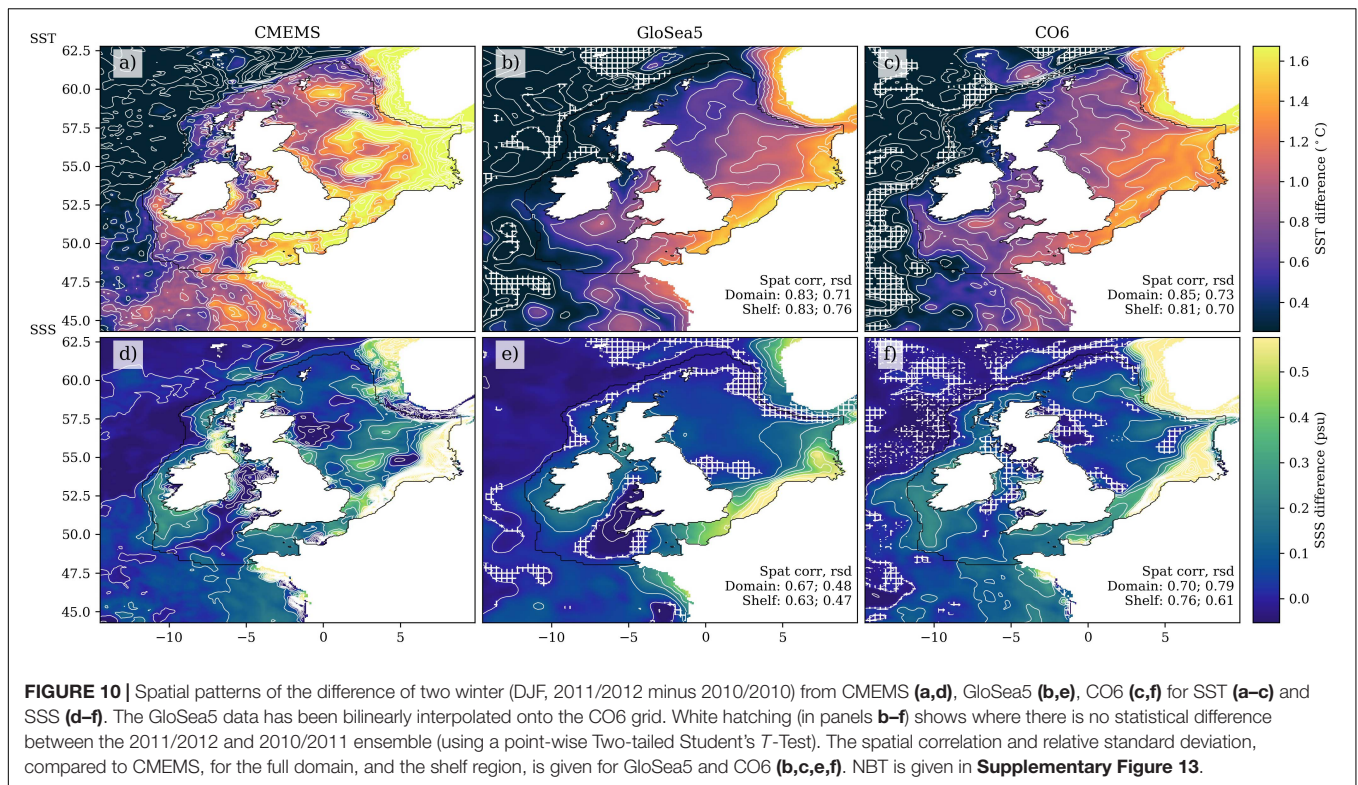 SST
CMEMS
GloSea5
CO6
62.5
60.0
57.5
55.0
52.5
50.0
47.5
45.0
a)
b)
Spat corr, rsd
Domain: 0.83; 0.71
Shelf: 0.83; 0.76
c)
Spat corr, rsd
Domain: 0.85; 0.73
Shelf: 0.81; 0.70
1.6
1.4
1.2
1.0
0.8
0.6
0.4
SST difference (°C)
SSS
62.5
60.0
57.5
55.0
52.5
50.0
47.5
45.0
d)
e)
Spat corr, rsd
Domain: 0.67; 0.48
Shelf: 0.63; 0.47
f)
Spat corr, rsd
Domain: 0.70; 0.79
Shelf: 0.76; 0.61
0.5
0.4
0.3
0.2
0.1
0.0
SSS difference (psu)
−10 −5 0 5
−10 −5 0 5
−10 −5 0 5
FIGURE 10 | Spatial patterns of the difference of two winter (DJF, 2011/2012 minus 2010/2010) from CMEMS (a,d), GloSea5 (b,e), CO6 (c,f) for SST (a–c) and
SSS (d–f). The GloSea5 data has been bilinearly interpolated onto the CO6 grid. White hatching (in panels b–f) shows where there is no statistical difference
between the 2011/2012 and 2010/2011 ensemble (using a point-wise Two-tailed Student's T-Test). The spatial correlation and relative standard deviation,
compared to CMEMS, for the full domain, and the shelf region, is given for GloSea5 and CO6 (b,c,e,f). NBT is given in Supplementary Figure 13.